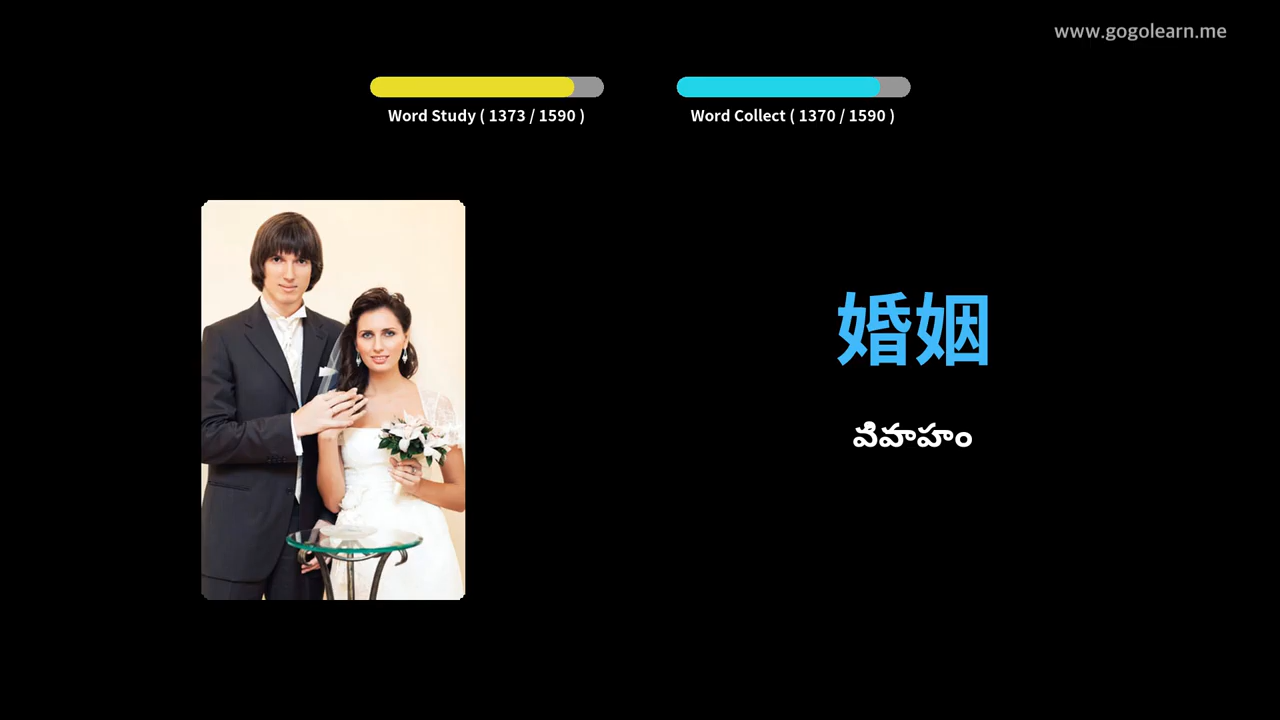 www.gogolearn.me
Word Study ( 1373 / 1590 )
Word Collect ( 1370 / 1590 )
婚姻
వివాహం